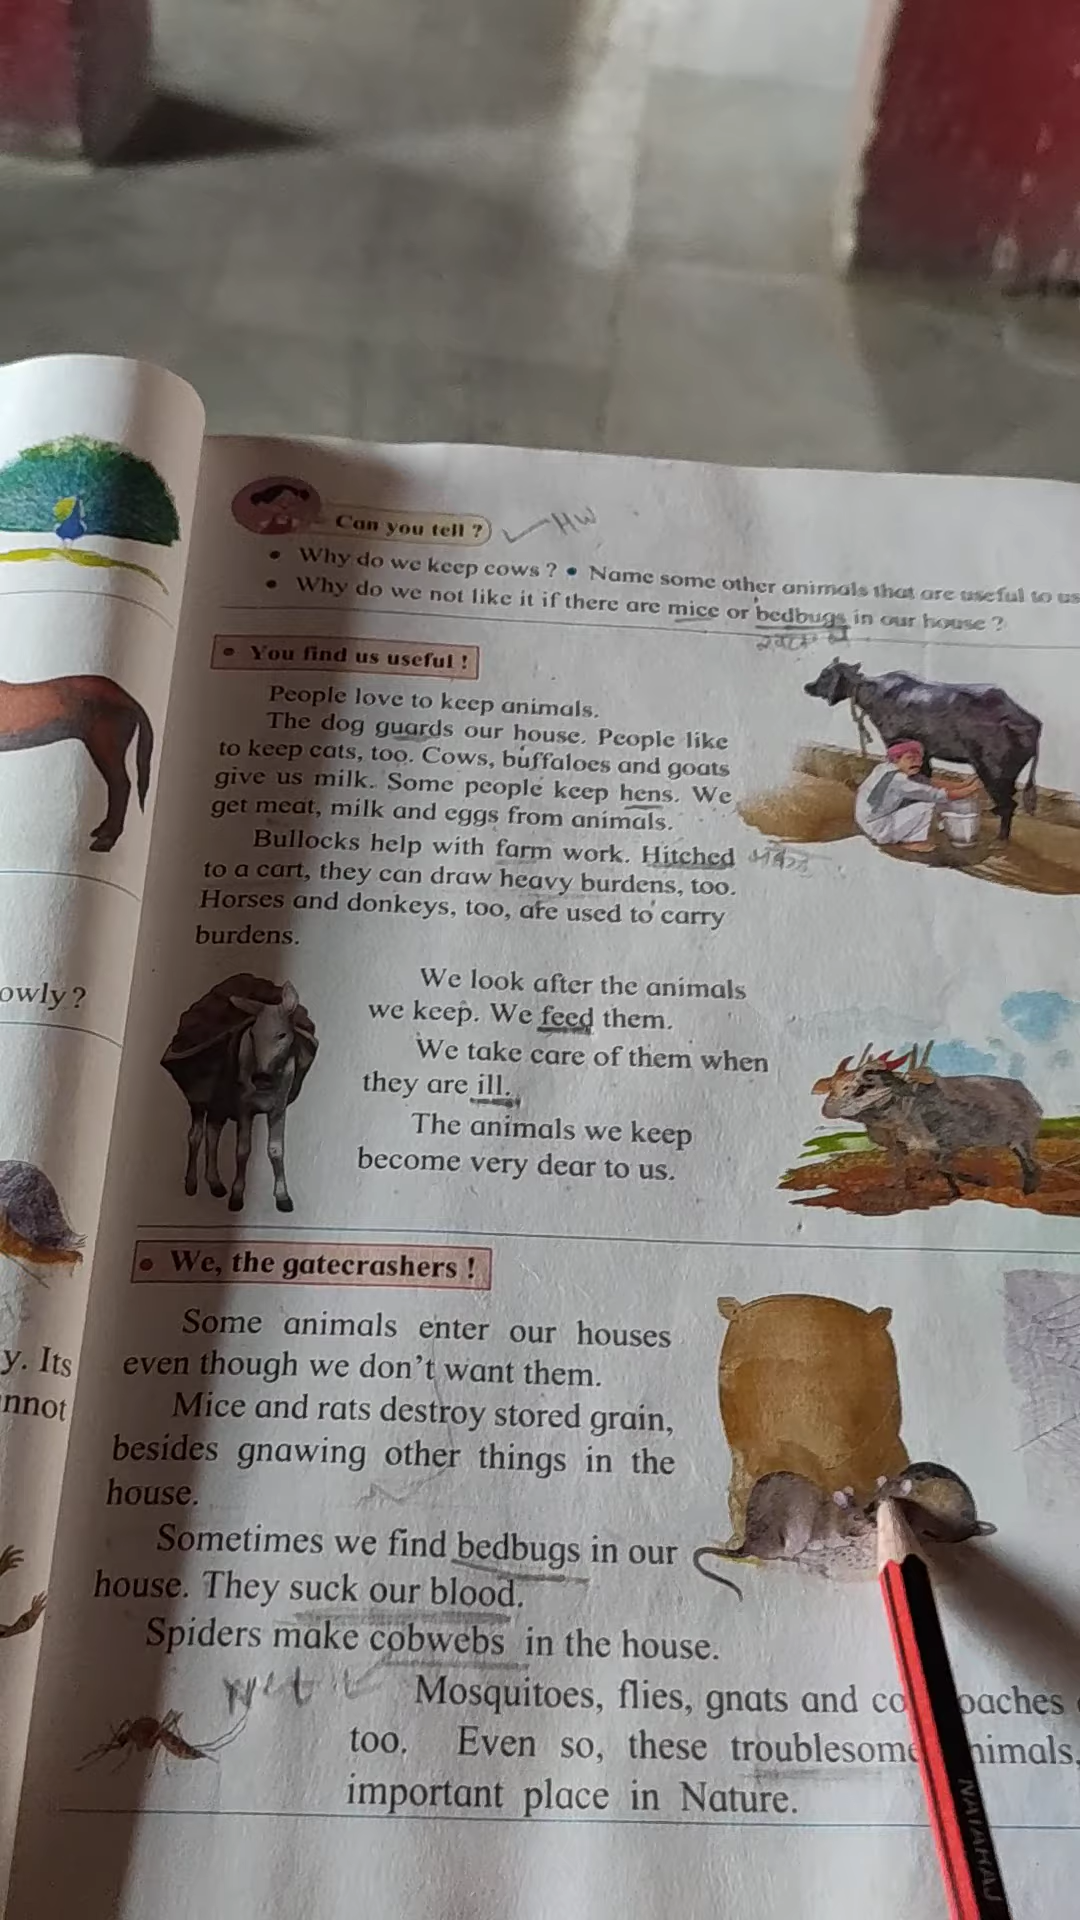 Can you tell ? HW
• Why do we keep cows ? • Name some other animals that are useful to us
• Why do we not like it if there are mice or bedbugs in our house ?
• You find us useful !
People love to keep animals.
The dog guards our house. People like
to keep cats, too. Cows, buffaloes and goats
give us milk. Some people keep hens. We
get meat, milk and eggs from animals.
Bullocks help with farm work. Hitched
to a cart, they can draw heavy burdens, too.
Horses and donkeys, too, are used to carry
burdens.
owly ?
We look after the animals
we keep. We feed them.
We take care of them when
they are ill.
The animals we keep
become very dear to us.
• We, the gatecrashers !
Some animals enter our houses
even though we don't want them.
y. Its
nnot
Mice and rats destroy stored grain,
besides gnawing other things in the
house.
Sometimes we find bedbugs in our
house. They suck our blood.
Spiders make cobwebs in the house.
Mosquitoes, flies, gnats and co oaches
too. Even so, these troublesome nimals,
important place in Nature.
NATARAJ